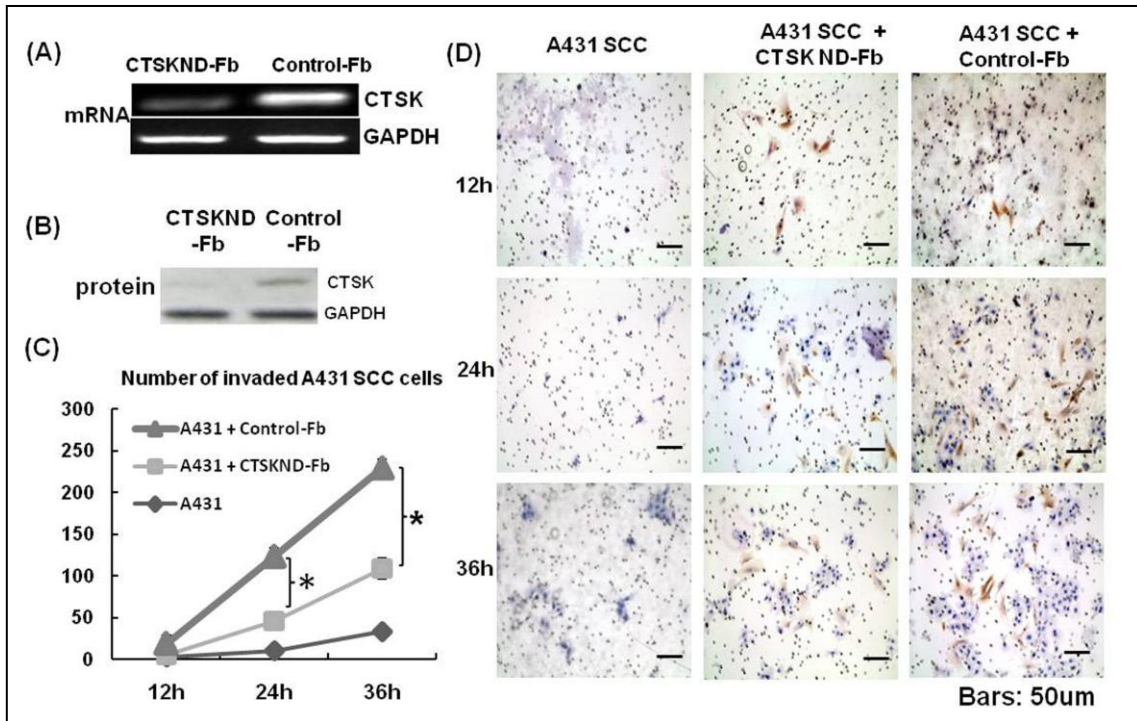 (A)
CTSKND-Fb Control-Fb
mRNA
CTSK
GAPDH
(B)
CTSKND
-Fb
Control
-Fb
protein
CTSK
GAPDH
(C)
Number of invaded A431 SCC cells
300
250
200
150
100
50
0
A431 + Control-Fb
A431 + CTSKND-Fb
A431
*
*
12h 24h 36h
(D)
A431 SCC
A431 SCC +
CTSK ND-Fb
A431 SCC +
Control-Fb
12h
24h
36h
Bars: 50um